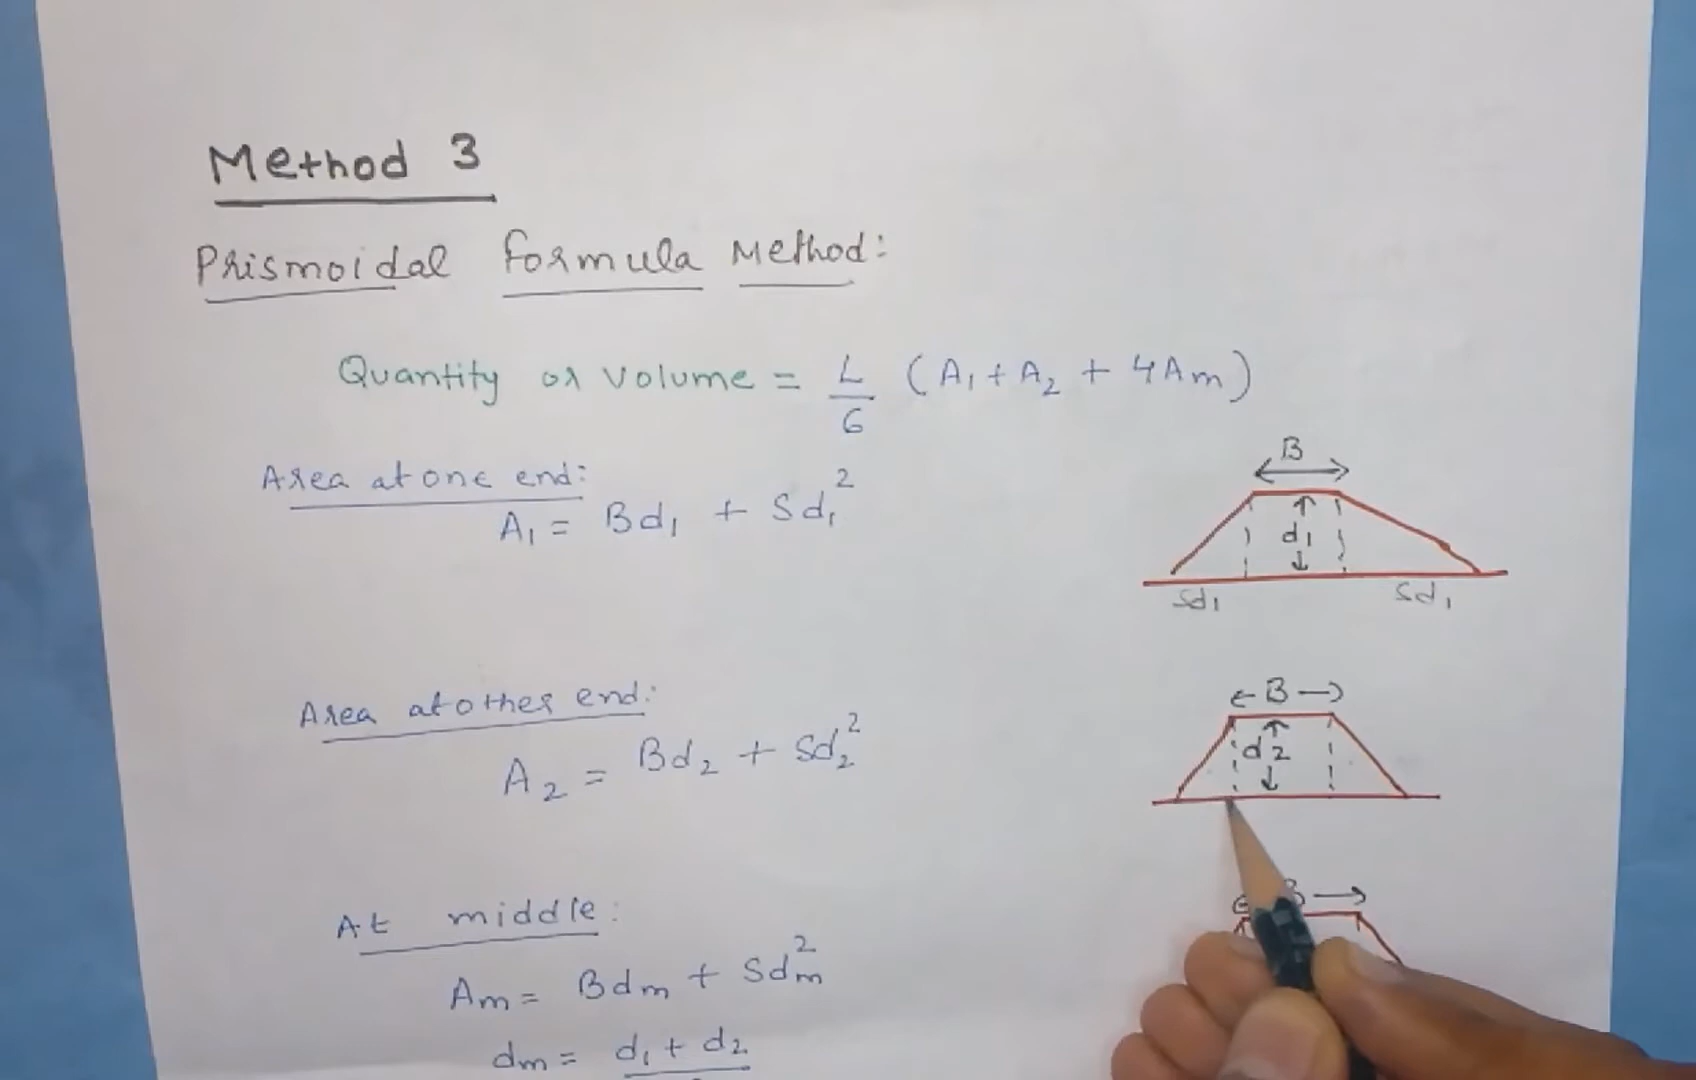 Method 3
Prismoidal Formula Method:
Quantity or Volume = L/6 (A₁ + A₂ + 4Am)
Area at one end:
A₁ = Bd₁ + Sd₁²
B
d₁
Sd₁ Sd₁
Area at other end:
A₂ = Bd₂ + Sd₂²
← B →
d₂
At middle:
Am = Bdm + Sdm²
dm = d₁ + d₂